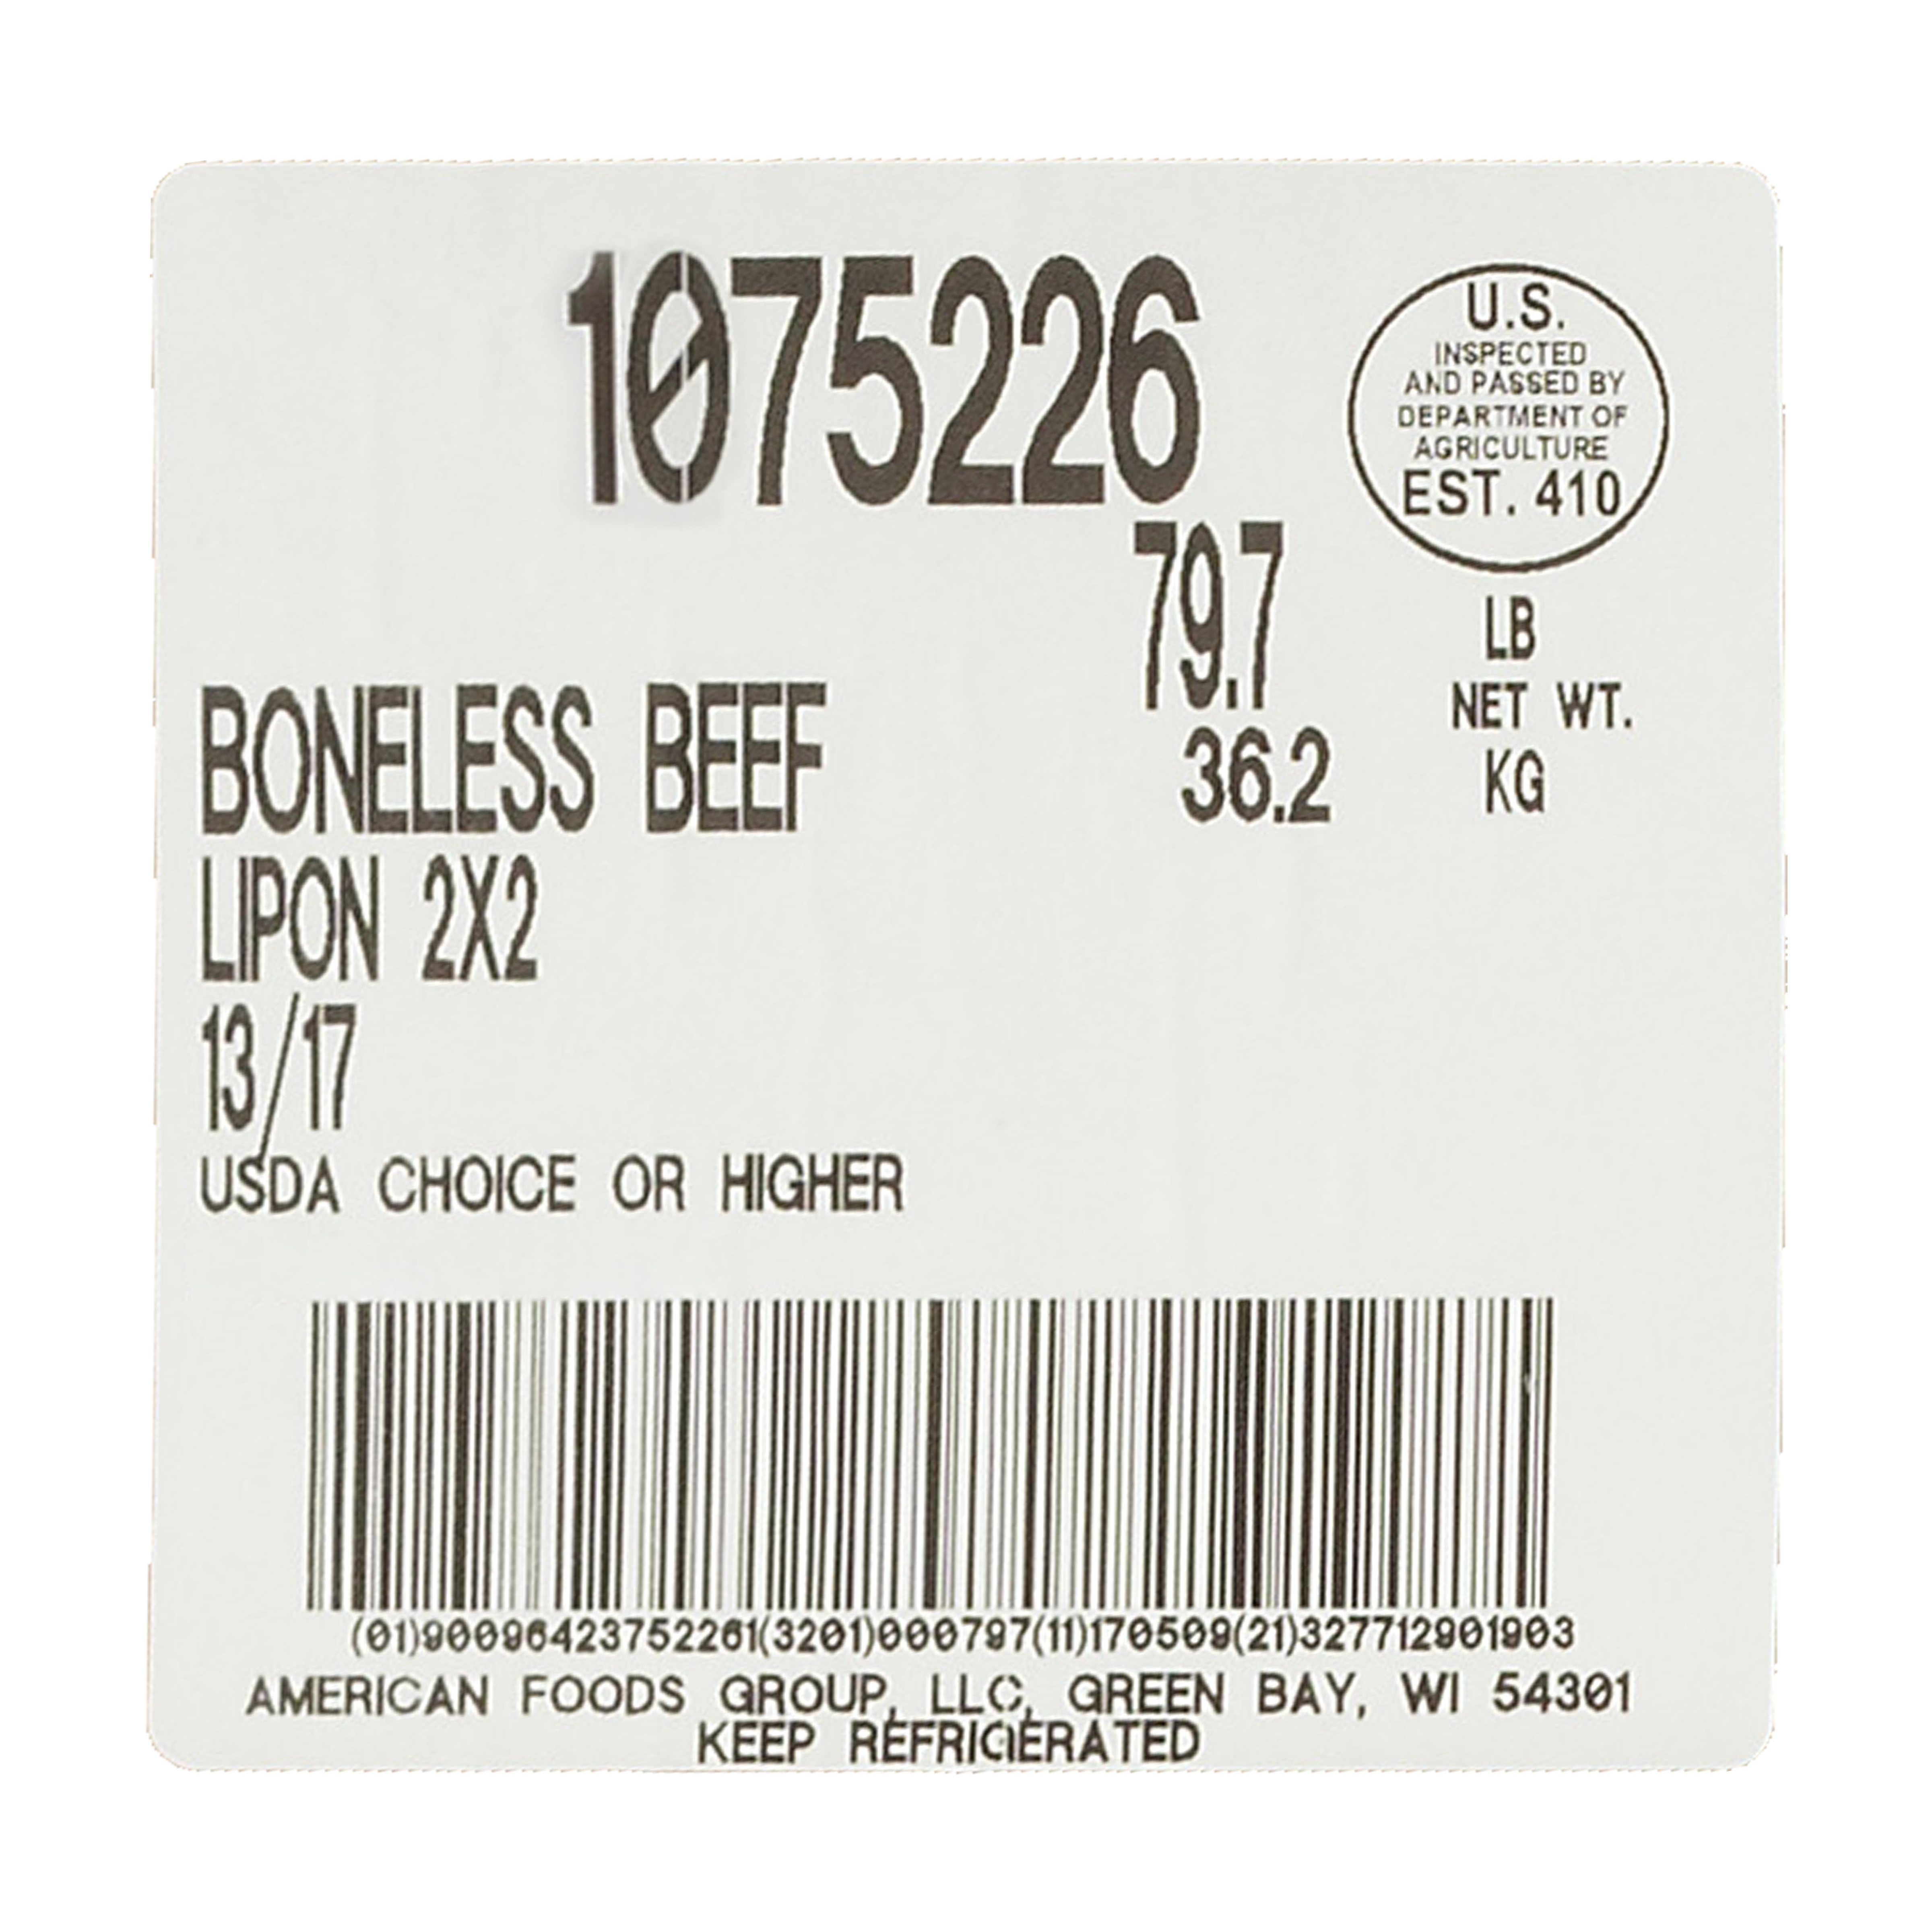 1075226
U.S.
INSPECTED
AND PASSED BY
DEPARTMENT OF
AGRICULTURE
EST. 410
79.7 LB
NET WT.
36.2 KG
BONELESS BEEF
LIPON 2X2
13/17
USDA CHOICE OR HIGHER
(01)90096423752261(3201)000797(11)170509(21)327712901903
AMERICAN FOODS GROUP, LLC, GREEN BAY, WI 54301
KEEP REFRIGERATED